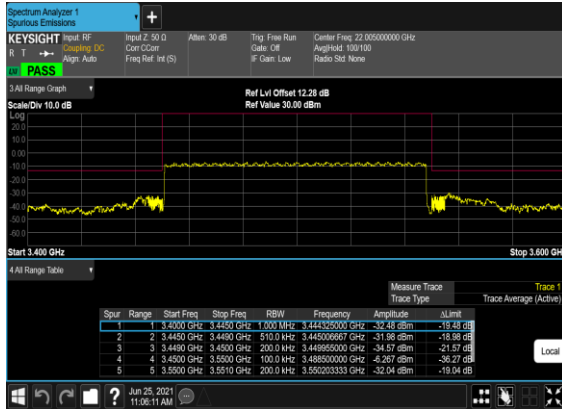 Spectrum Analyzer 1
Spurious Emissions
+
KEYSIGHT Input: RF Input Z: 50 Ω Atten: 30 dB Trig: Free Run Center Freq: 22.005000000 GHz
R T Coupling: DC Corr CCorr Gate: Off Avg|Hold: 100/100
Align: Auto Freq Ref: Int (S) IF Gain: Low Radio Std: None
LW PASS
3 All Range Graph Ref Lvl Offset 12.28 dB
Scale/Div 10.0 dB Ref Value 30.00 dBm
Log
20.0
10.0
0.00
-10.0
-20.0
-30.0
-40.0
-50.0
-60.0
Start 3.400 GHz Stop 3.600 GHz
4 All Range Table
Measure Trace Trace 1
Trace Type Trace Average (Active)
Spur Range Start Freq Stop Freq RBW Frequency Amplitude ΔLimit
1 1 3.4000 GHz 3.4450 GHz 1.000 MHz 3.444325000 GHz -32.48 dBm -19.48 dB
2 2 3.4450 GHz 3.4490 GHz 510.0 kHz 3.445006667 GHz -31.98 dBm -18.98 dB
3 3 3.4490 GHz 3.4500 GHz 200.0 kHz 3.449955000 GHz -34.57 dBm -21.57 dB
4 4 3.4500 GHz 3.5500 GHz 100.0 kHz 3.488500000 GHz -6.267 dBm -36.27 dB
5 5 3.5500 GHz 3.5510 GHz 200.0 kHz 3.550203333 GHz -32.04 dBm -19.04 dB
Local
? Jun 25, 2021
11:06:11 AM